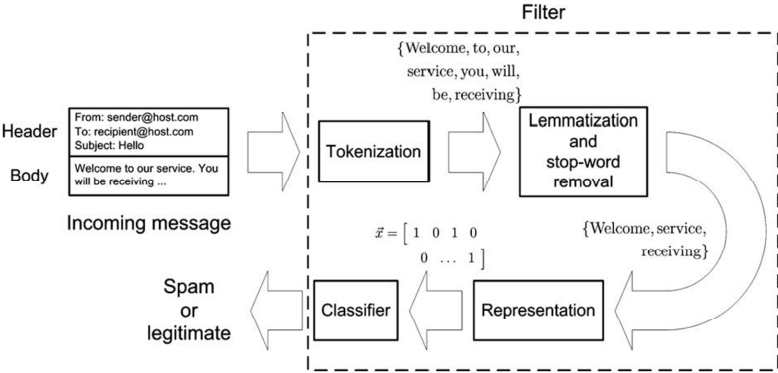 Filter
{Welcome, to, our,
service, you, will,
be, receiving}
Header
From: sender@host.com
To: recipient@host.com
Subject: Hello
Body
Welcome to our service. You
will be receiving ...
Incoming message
Tokenization
Lemmatization
and
stop-word
removal
{Welcome, service,
receiving}
x⃗ = [ 1 0 1 0
0 ... 1 ]
Representation
Classifier
Spam
or
legitimate